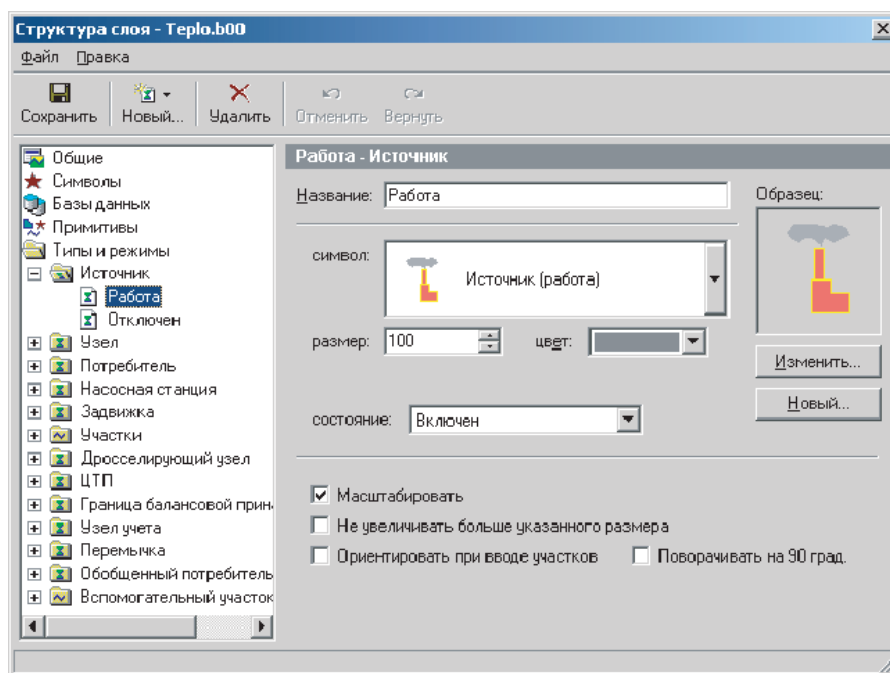 Структура слоя - Teplo.b00
Файл Правка
Сохранить Новый... Удалить Отменить Вернуть
Общие
Символы
Базы данных
Примитивы
Типы и режимы
Источник
Работа
Отключен
Узел
Потребитель
Насосная станция
Задвижка
Участки
Дросселирующий узел
ЦТП
Граница балансовой прин
Узел учета
Перемычка
Обобщенный потребитель
Вспомогательный участок
Работа - Источник
Название: Работа
Образец:
символ: Источник (работа)
размер: 100 цвет:
Изменить...
Новый...
состояние: Включен
Масштабировать
Не увеличивать больше указанного размера
Ориентировать при вводе участков Поворачивать на 90 град.